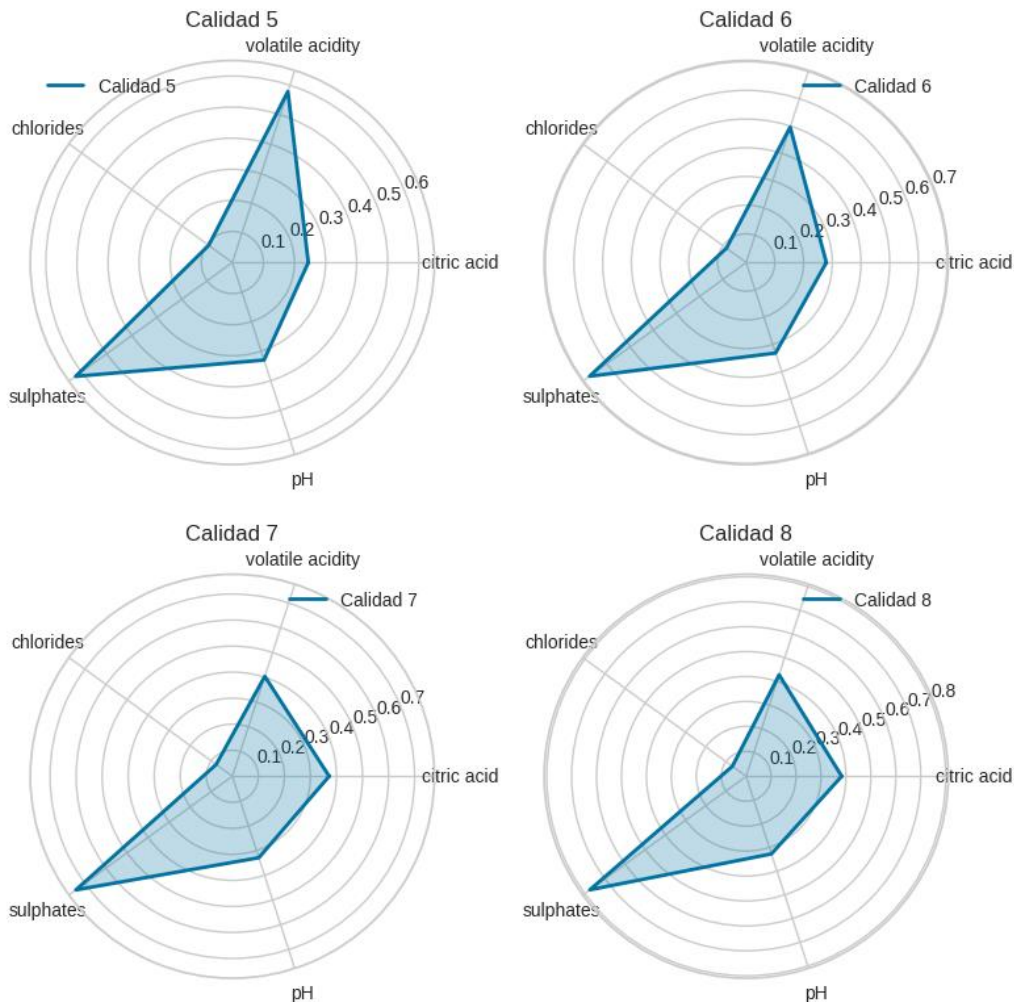 Calidad 5
volatile acidity
Calidad 5
chlorides
0.6
0.5
0.4
0.3
0.2
0.1
citric acid
sulphates
pH
Calidad 6
volatile acidity
Calidad 6
chlorides
0.7
0.6
0.5
0.4
0.3
0.2
0.1
citric acid
sulphates
pH
Calidad 7
volatile acidity
Calidad 7
chlorides
0.7
0.6
0.5
0.4
0.3
0.2
0.1
citric acid
sulphates
pH
Calidad 8
volatile acidity
Calidad 8
chlorides
0.8
0.7
0.6
0.5
0.4
0.3
0.2
0.1
citric acid
sulphates
pH